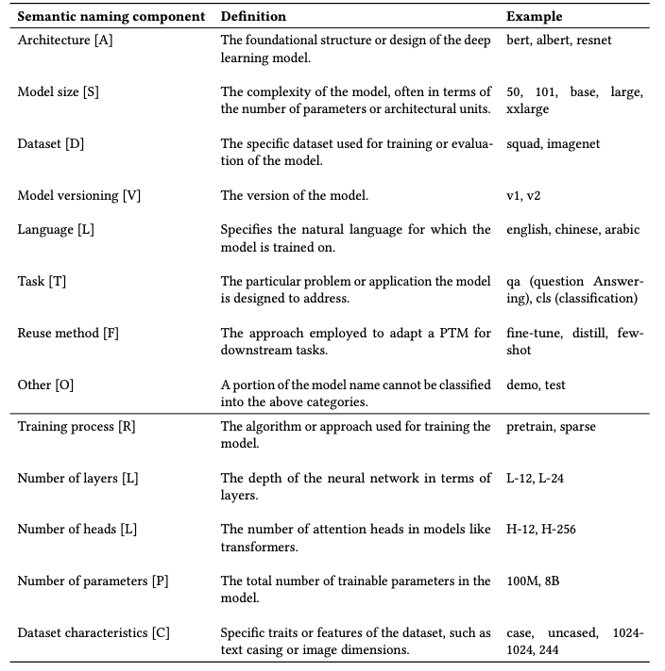 Semantic naming component Definition Example
Architecture [A] The foundational structure or design of the deep bert, albert, resnet
learning model.
Model size [S] The complexity of the model, often in terms of 50, 101, base, large,
the number of parameters or architectural units. xxlarge
Dataset [D] The specific dataset used for training or evalua- squad, imagenet
tion of the model.
Model versioning [V] The version of the model. v1, v2
Language [L] Specifies the natural language for which the english, chinese, arabic
model is trained on.
Task [T] The particular problem or application the model qa (question Answer-
is designed to address. ing), cls (classification)
Reuse method [F] The approach employed to adapt a PTM for fine-tune, distill, few-
downstream tasks. shot
Other [O] A portion of the model name cannot be classified demo, test
into the above categories.
Training process [R] The algorithm or approach used for training the pretrain, sparse
model.
Number of layers [L] The depth of the neural network in terms of L-12, L-24
layers.
Number of heads [L] The number of attention heads in models like H-12, H-256
transformers.
Number of parameters [P] The total number of trainable parameters in the 100M, 8B
model.
Dataset characteristics [C] Specific traits or features of the dataset, such as case, uncased, 1024-
text casing or image dimensions. 1024, 244